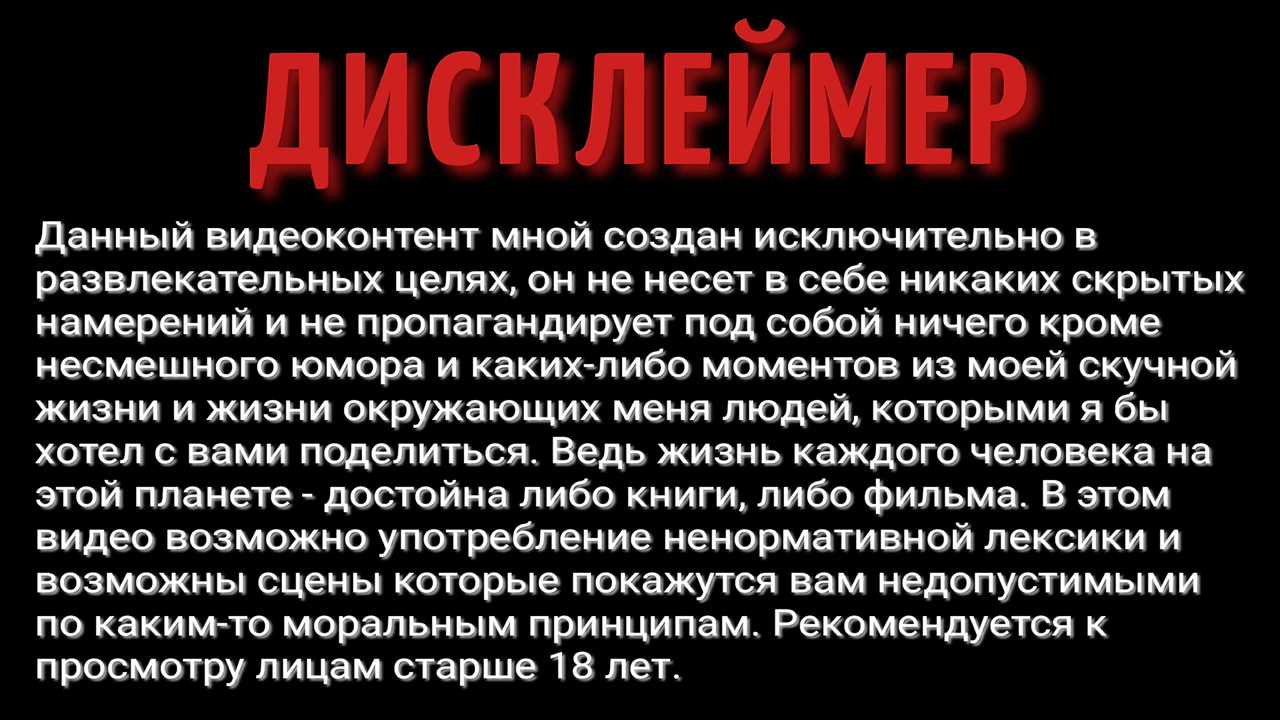 ДИСКЛЕЙМЕР
Данный видеоконтент мной создан исключительно в
развлекательных целях, он не несет в себе никаких скрытых
намерений и не пропагандирует под собой ничего кроме
несмешного юмора и каких-либо моментов из моей скучной
жизни и жизни окружающих меня людей, которыми я бы
хотел с вами поделиться. Ведь жизнь каждого человека на
этой планете - достойна либо книги, либо фильма. В этом
видео возможно употребление ненормативной лексики и
возможны сцены которые покажутся вам недопустимыми
по каким-то моральным принципам. Рекомендуется к
просмотру лицам старше 18 лет.